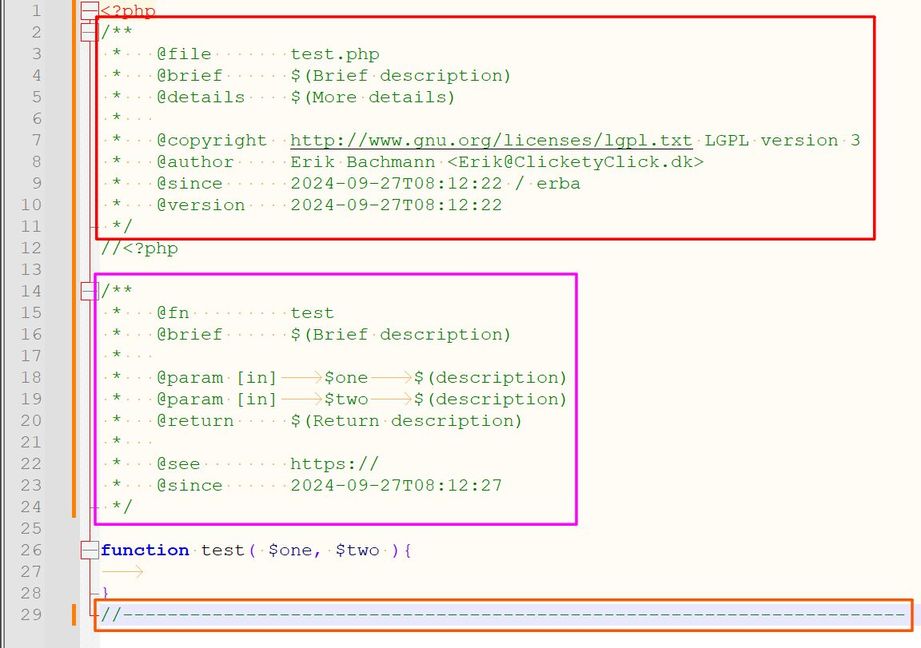 1 <?php
2 /**
3  *   @file       test.php
4  *   @brief      $(Brief description)
5  *   @details    $(More details)
6  *
7  *   @copyright  http://www.gnu.org/licenses/lgpl.txt LGPL version 3
8  *   @author     Erik Bachmann <Erik@ClicketyClick.dk>
9  *   @since      2024-09-27T08:12:22 / erba
10  *   @version    2024-09-27T08:12:22
11  */
12 //<?php
13
14 /**
15  *   @fn         test
16  *   @brief      $(Brief description)
17  *
18  *   @param [in]    $one    $(description)
19  *   @param [in]    $two    $(description)
20  *   @return     $(Return description)
21  *
22  *   @see        https://
23  *   @since      2024-09-27T08:12:27
24  */
25
26 function test( $one, $two ){
27
28 }
29 //-----------------------------------------------------------------------